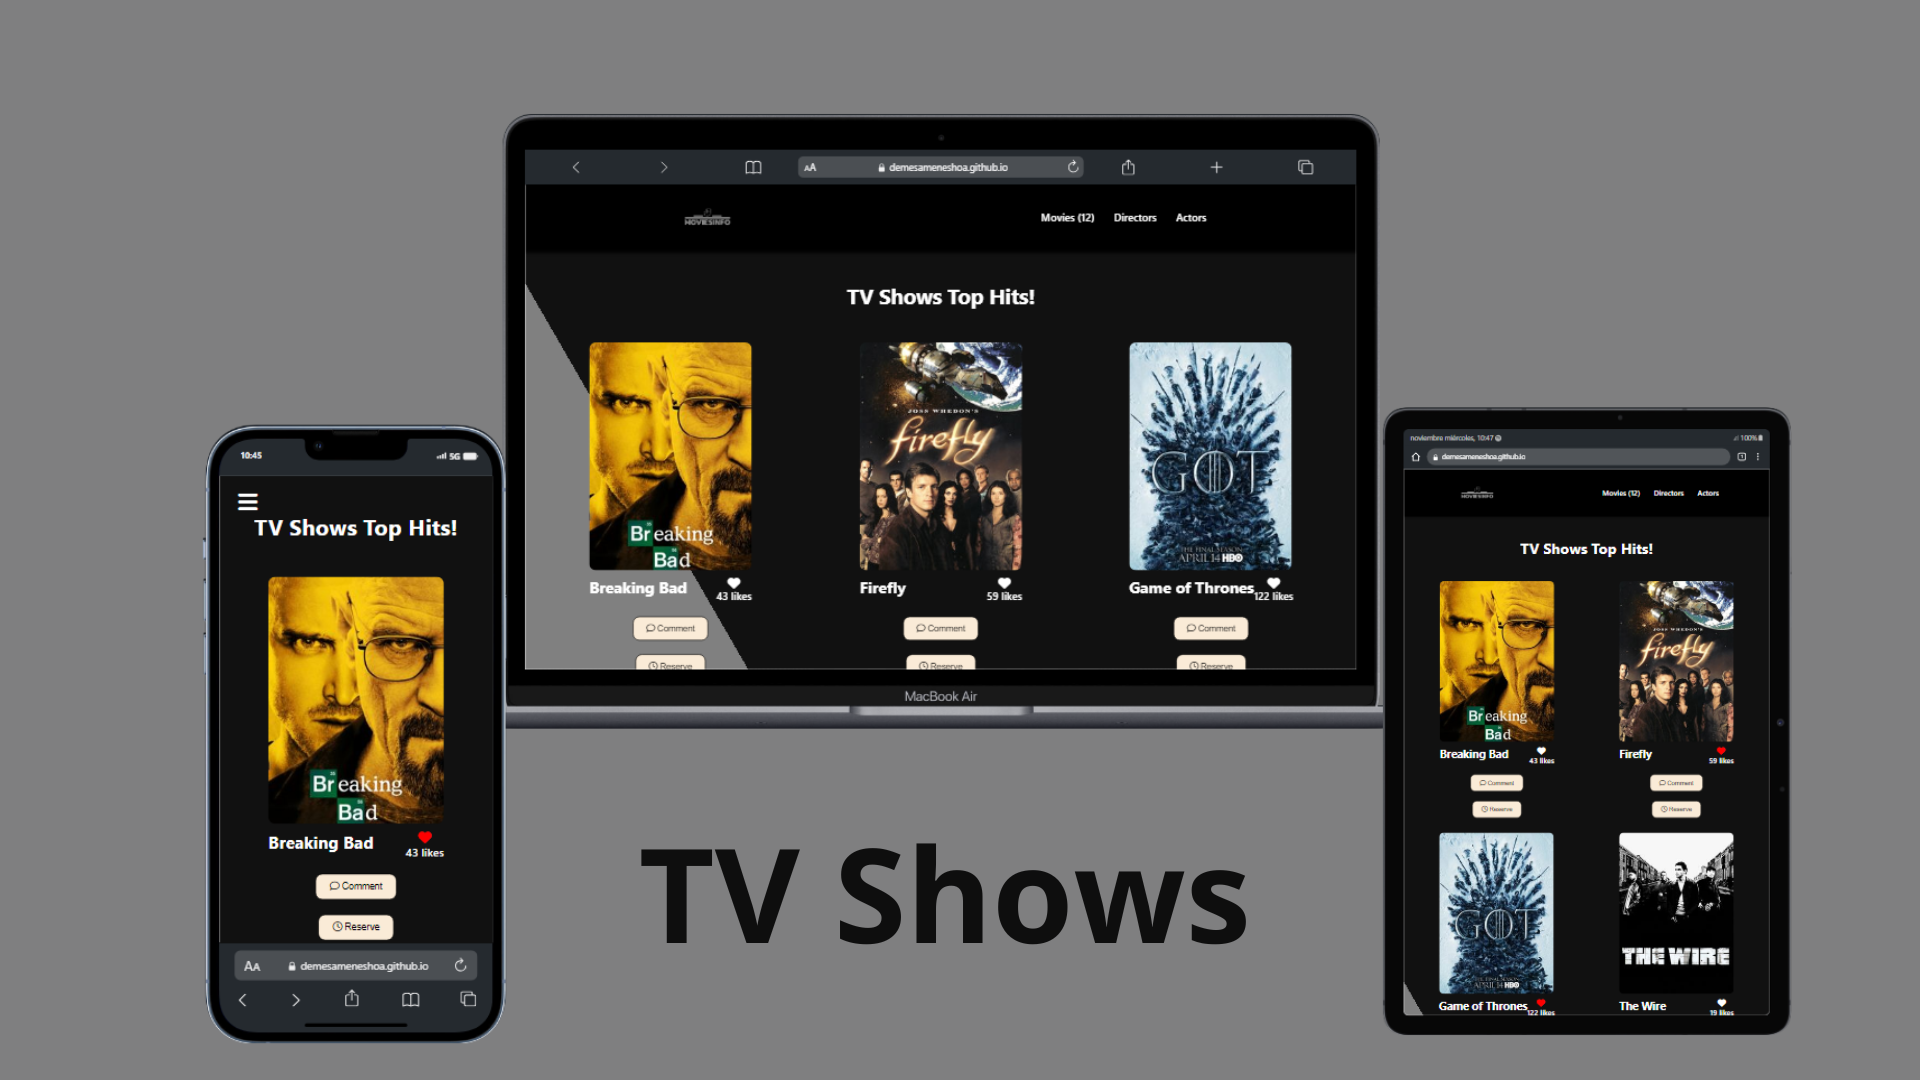 demesameneshoa.github.io
MOVIESINFO
Movies (12) Directors Actors
TV Shows Top Hits!
Breaking
Bad
JOSS WHEDON'S
firefly
GOT
THE FINAL SEASON
APRIL 14 HBO
Breaking Bad 43 likes
Firefly 59 likes
Game of Thrones 122 likes
Comment Comment Comment
Reserve Reserve Reserve
MacBook Air
10:45 5G
TV Shows Top Hits!
Breaking
Bad
Breaking Bad 43 likes
Comment
Reserve
AA demesameneshoa.github.io
noviembre miércoles, 10:47 100%
demesameneshoa.github.io
MOVIESINFO
Movies (12) Directors Actors
TV Shows Top Hits!
Breaking
Bad
JOSS WHEDON'S
firefly
Breaking Bad 43 likes
Firefly 59 likes
Comment Comment
Reserve Reserve
GOT
APRIL 14 HBO
THE WIRE
Game of Thrones 122 likes
The Wire 19 likes
TV Shows